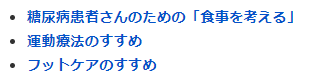 糖尿病患者さんのための「食事を考える」
運動療法のすすめ
フットケアのすすめ